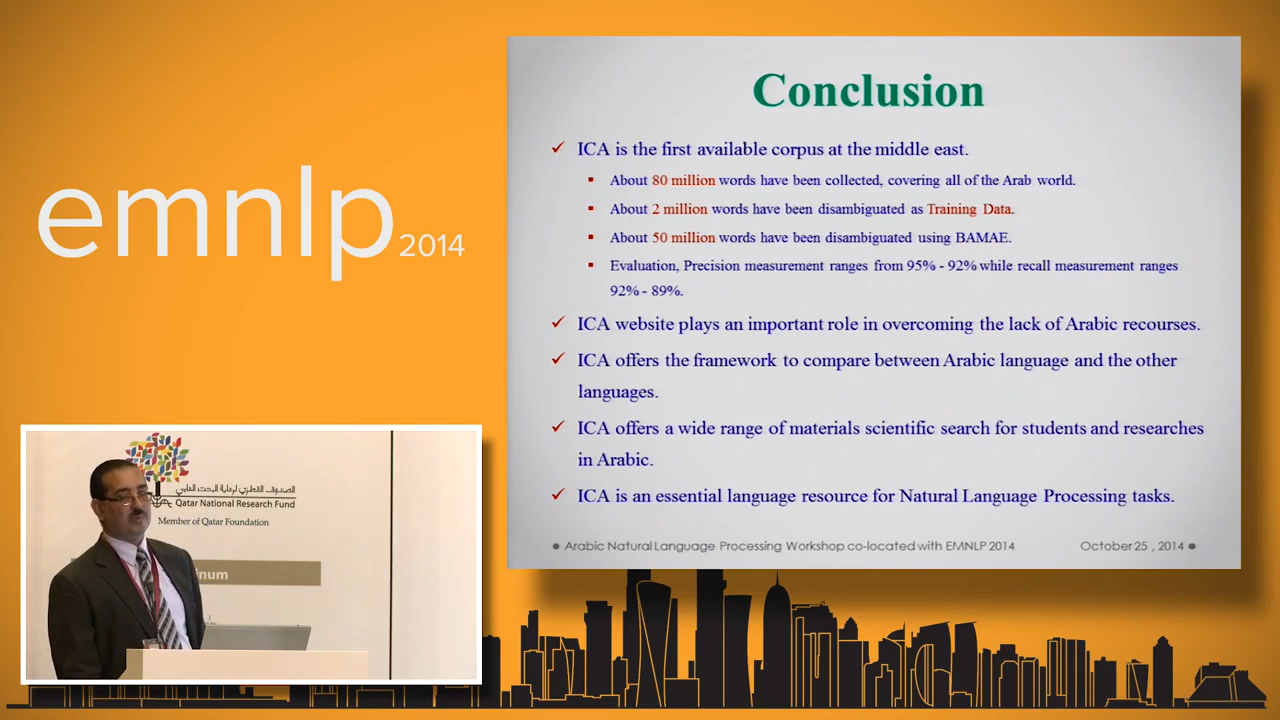 emnlp 2014
Conclusion
✓ ICA is the first available corpus at the middle east.
▪ About 80 million words have been collected, covering all of the Arab world.
▪ About 2 million words have been disambiguated as Training Data.
▪ About 50 million words have been disambiguated using BAMAE.
▪ Evaluation, Precision measurement ranges from 95% - 92% while recall measurement ranges
92% - 89%.
✓ ICA website plays an important role in overcoming the lack of Arabic recourses.
✓ ICA offers the framework to compare between Arabic language and the other
languages.
✓ ICA offers a wide range of materials scientific search for students and researches
in Arabic.
✓ ICA is an essential language resource for Natural Language Processing tasks.
● Arabic Natural Language Processing Workshop co-located with EMNLP 2014 October 25 , 2014 ●
الصندوق القطري لرعاية البحث العلمي
Qatar National Research Fund
Member of Qatar Foundation
inum